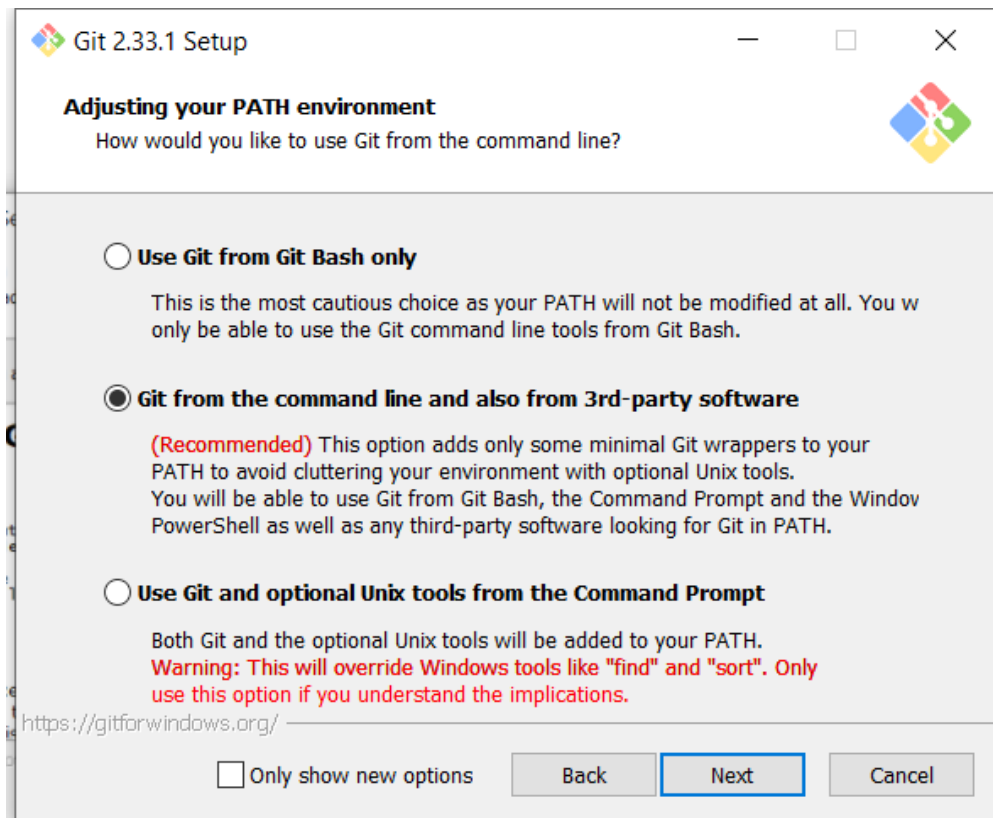 Git 2.33.1 Setup
Adjusting your PATH environment
How would you like to use Git from the command line?
Use Git from Git Bash only
This is the most cautious choice as your PATH will not be modified at all. You w
only be able to use the Git command line tools from Git Bash.
Git from the command line and also from 3rd-party software
(Recommended) This option adds only some minimal Git wrappers to your
PATH to avoid cluttering your environment with optional Unix tools.
You will be able to use Git from Git Bash, the Command Prompt and the Window
PowerShell as well as any third-party software looking for Git in PATH.
Use Git and optional Unix tools from the Command Prompt
Both Git and the optional Unix tools will be added to your PATH.
Warning: This will override Windows tools like "find" and "sort". Only
use this option if you understand the implications.
https://gitforwindows.org/
Only show new options Back Next Cancel